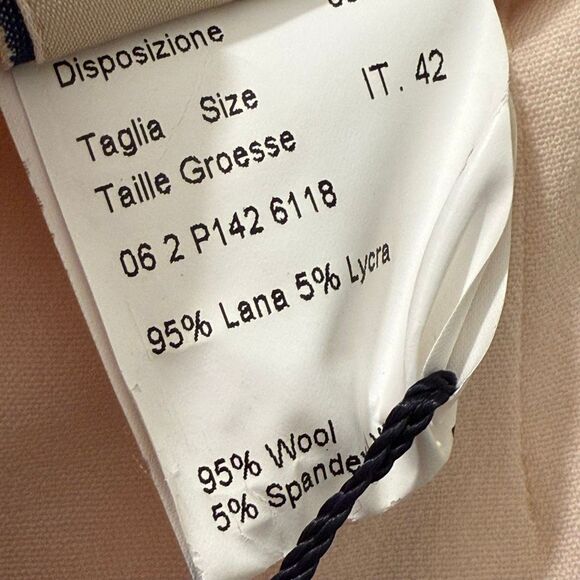 Disposizione
Taglia Size IT. 42
Taille Groesse
06 2 P142 6118
95% Lana 5% Lycra
95% Wool
5% Spandex